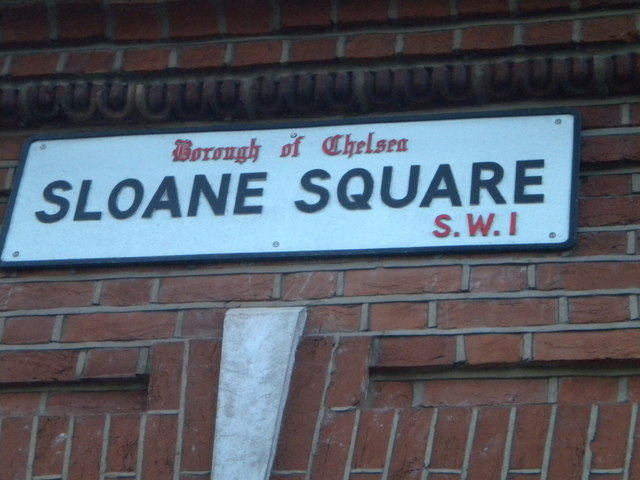 Borough of Chelsea
SLOANE SQUARE
S.W.1